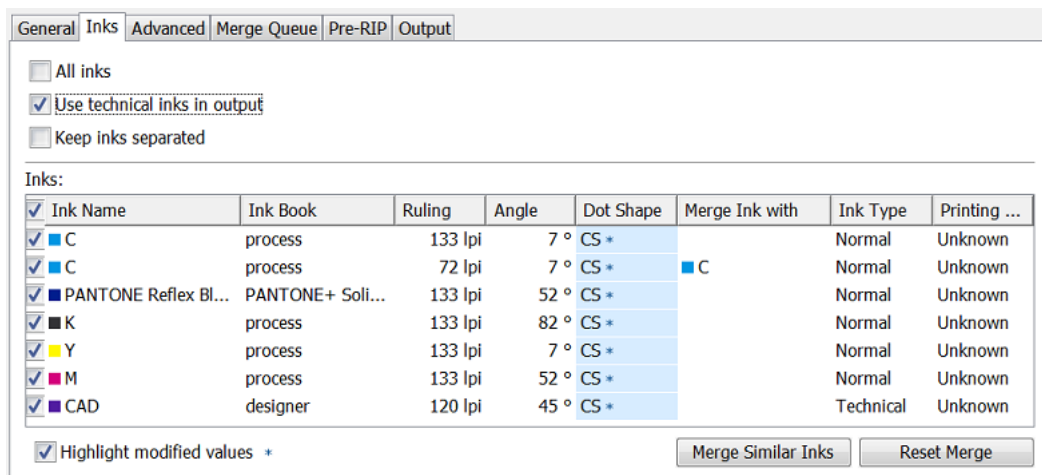 General Inks Advanced Merge Queue Pre-RIP Output
All inks
Use technical inks in output
Keep inks separated
Inks:
Ink Name Ink Book Ruling Angle Dot Shape Merge Ink with Ink Type Printing ...
C process 133 lpi 7 ° CS * Normal Unknown
C process 72 lpi 7 ° CS * C Normal Unknown
PANTONE Reflex Bl... PANTONE+ Soli... 133 lpi 52 ° CS * Normal Unknown
K process 133 lpi 82 ° CS * Normal Unknown
Y process 133 lpi 7 ° CS * Normal Unknown
M process 133 lpi 52 ° CS * Normal Unknown
CAD designer 120 lpi 45 ° CS * Technical Unknown
Highlight modified values * Merge Similar Inks Reset Merge